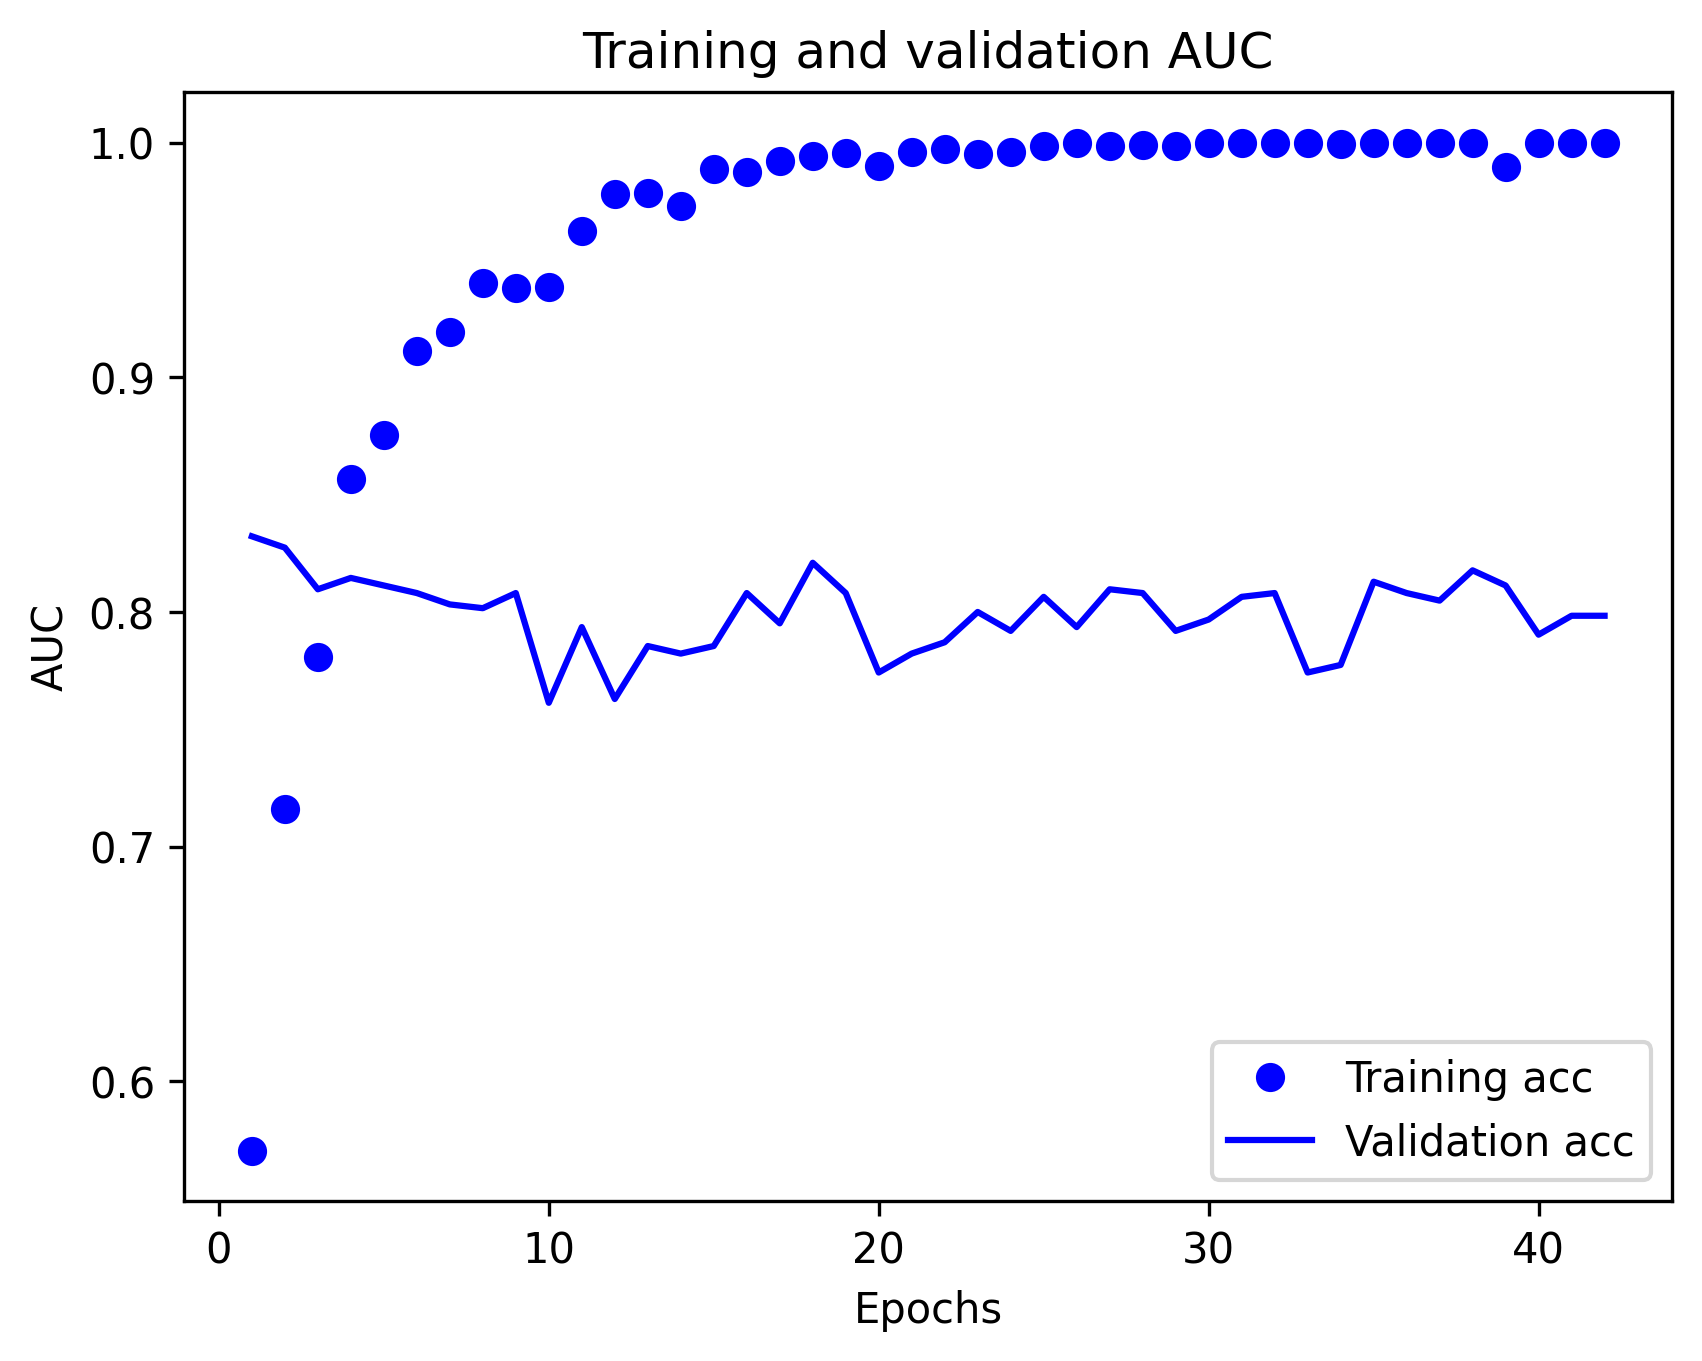 Training and validation AUC
1.0
0.9
0.8
0.7
0.6
AUC
0
10
20
30
40
Epochs
Training acc
Validation acc